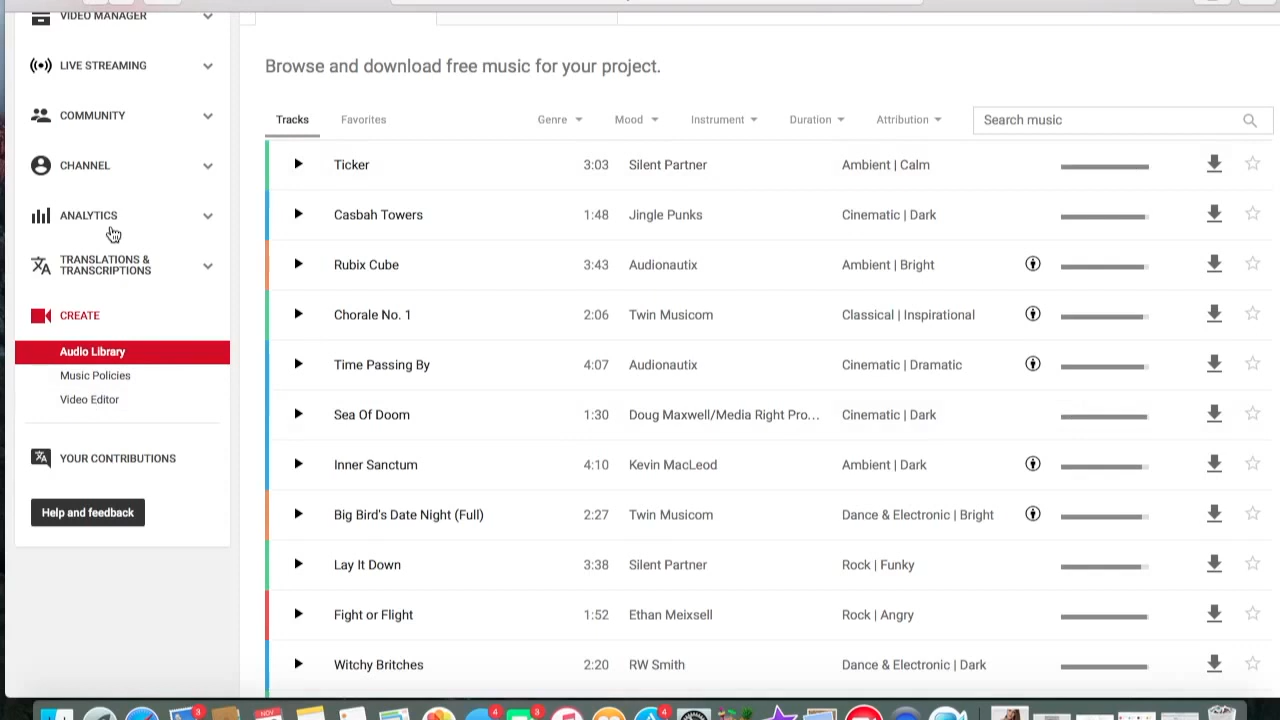 VIDEO MANAGER
LIVE STREAMING
COMMUNITY
CHANNEL
ANALYTICS
TRANSLATIONS &
TRANSCRIPTIONS
CREATE
Audio Library
Music Policies
Video Editor
YOUR CONTRIBUTIONS
Help and feedback
Browse and download free music for your project.
Tracks Favorites Genre Mood Instrument Duration Attribution Search music
Ticker 3:03 Silent Partner Ambient | Calm
Casbah Towers 1:48 Jingle Punks Cinematic | Dark
Rubix Cube 3:43 Audionautix Ambient | Bright
Chorale No. 1 2:06 Twin Musicom Classical | Inspirational
Time Passing By 4:07 Audionautix Cinematic | Dramatic
Sea Of Doom 1:30 Doug Maxwell/Media Right Pro... Cinematic | Dark
Inner Sanctum 4:10 Kevin MacLeod Ambient | Dark
Big Bird's Date Night (Full) 2:27 Twin Musicom Dance & Electronic | Bright
Lay It Down 3:38 Silent Partner Rock | Funky
Fight or Flight 1:52 Ethan Meixsell Rock | Angry
Witchy Britches 2:20 RW Smith Dance & Electronic | Dark
3 NOV 4 3 4